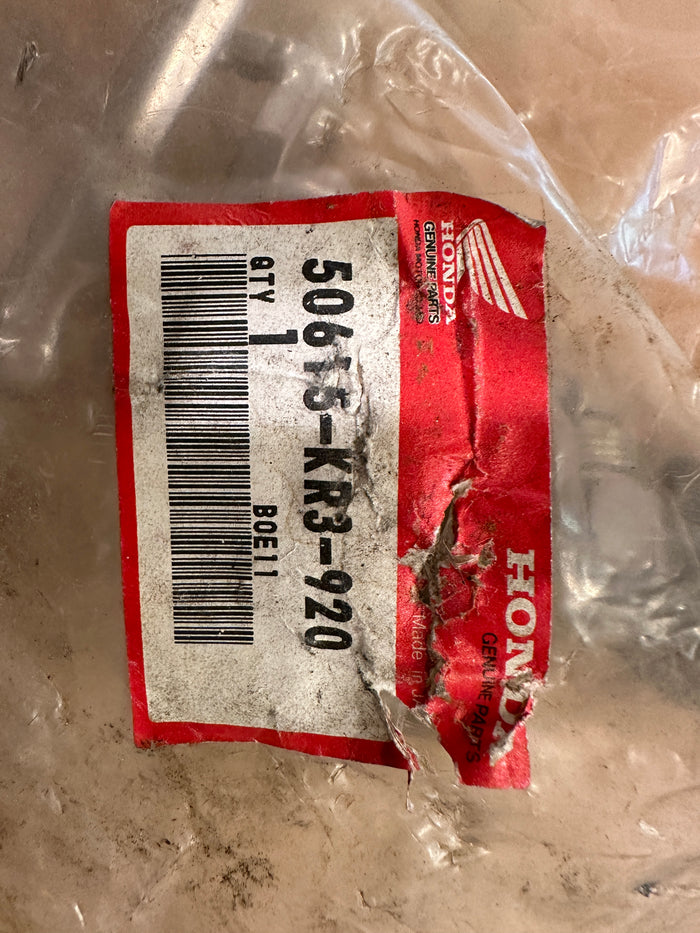 HONDA
GENUINE PARTS
50615-KR3-920
QTY
1
B0E11
HONDA
GENUINE PARTS
Made in